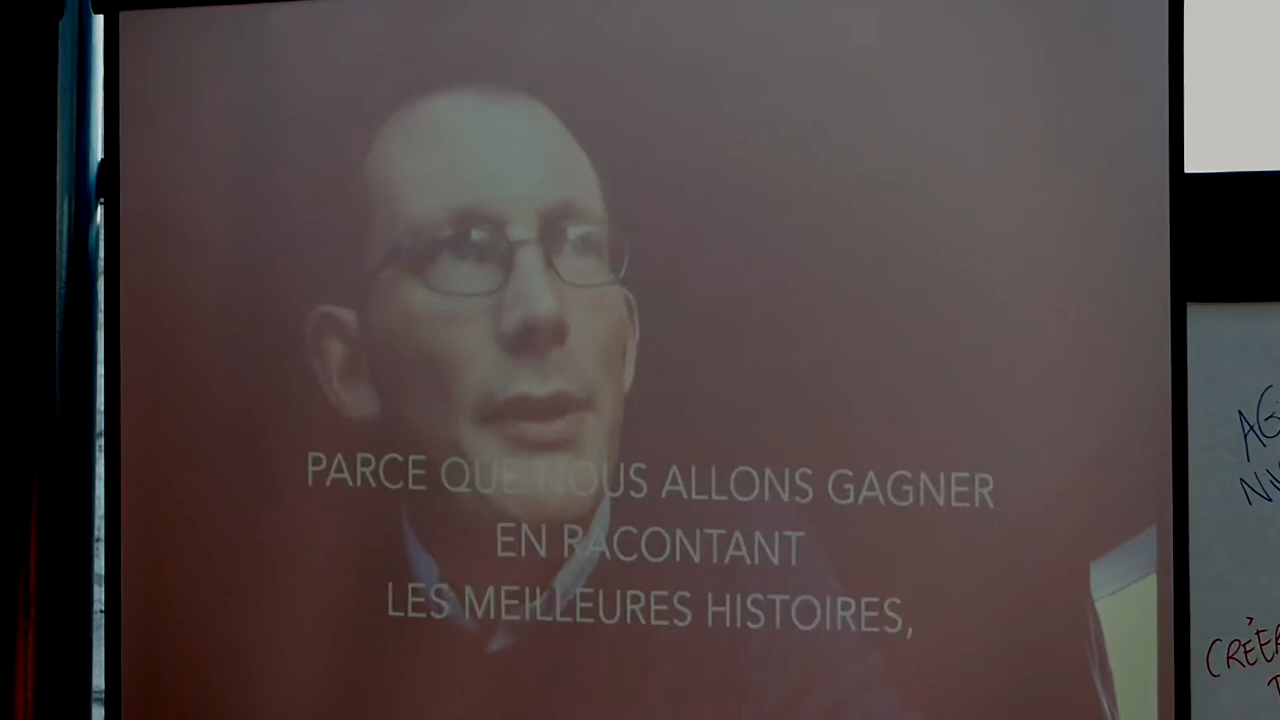 PARCE QUE NOUS ALLONS GAGNER
EN RACONTANT
LES MEILLEURES HISTOIRES,